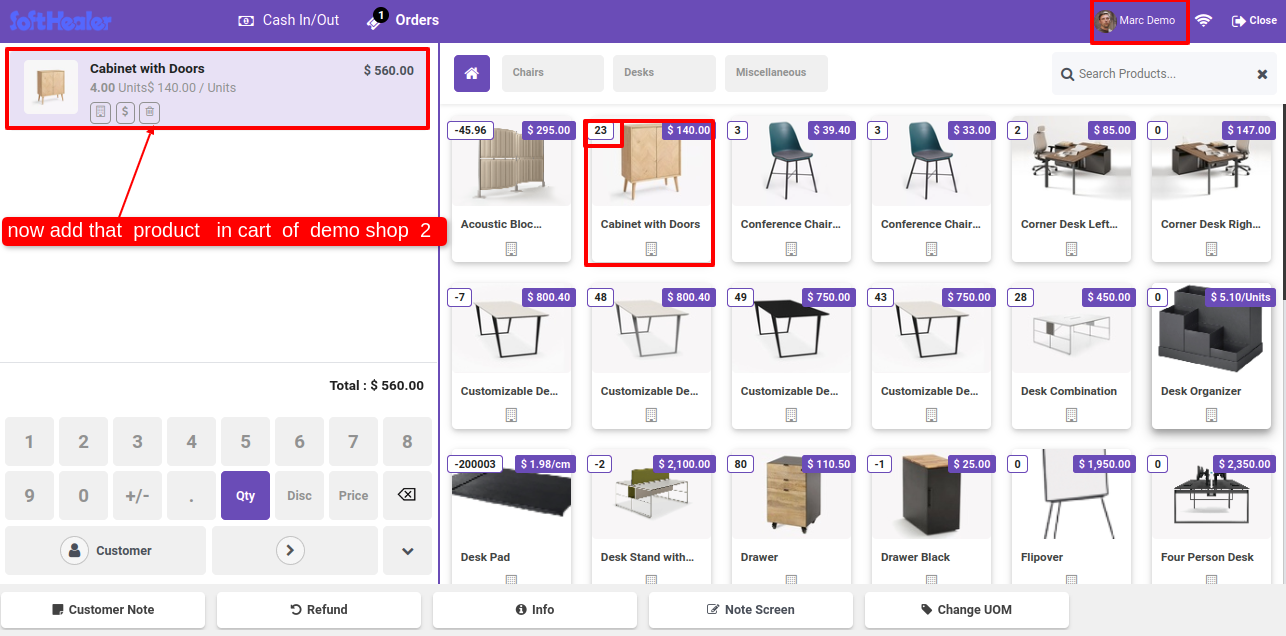 SoftHealer
Cash In/Out
1
Orders
Marc Demo
Close
Cabinet with Doors
$ 560.00
4.00 Units$ 140.00 / Units
$
now add that product in cart of demo shop 2
Total : $ 560.00
1 2 3 4 5 6 7 8
9 0 +/- . Qty Disc Price
Customer
Chairs
Desks
Miscellaneous
Search Products...
-45.96 $ 295.00
Acoustic Bloc...
23 $ 140.00
Cabinet with Doors
3 $ 39.40
Conference Chair...
3 $ 33.00
Conference Chair...
2 $ 85.00
Corner Desk Left...
0 $ 147.00
Corner Desk Righ...
-7 $ 800.40
Customizable De...
48 $ 800.40
Customizable De...
49 $ 750.00
Customizable De...
43 $ 750.00
Customizable De...
28 $ 450.00
Desk Combination
0 $ 5.10/Units
Desk Organizer
-200003 $ 1.98/cm
Desk Pad
-2 $ 2,100.00
Desk Stand with...
80 $ 110.50
Drawer
-1 $ 25.00
Drawer Black
0 $ 1,950.00
Flipover
0 $ 2,350.00
Four Person Desk
Customer Note
Refund
Info
Note Screen
Change UOM